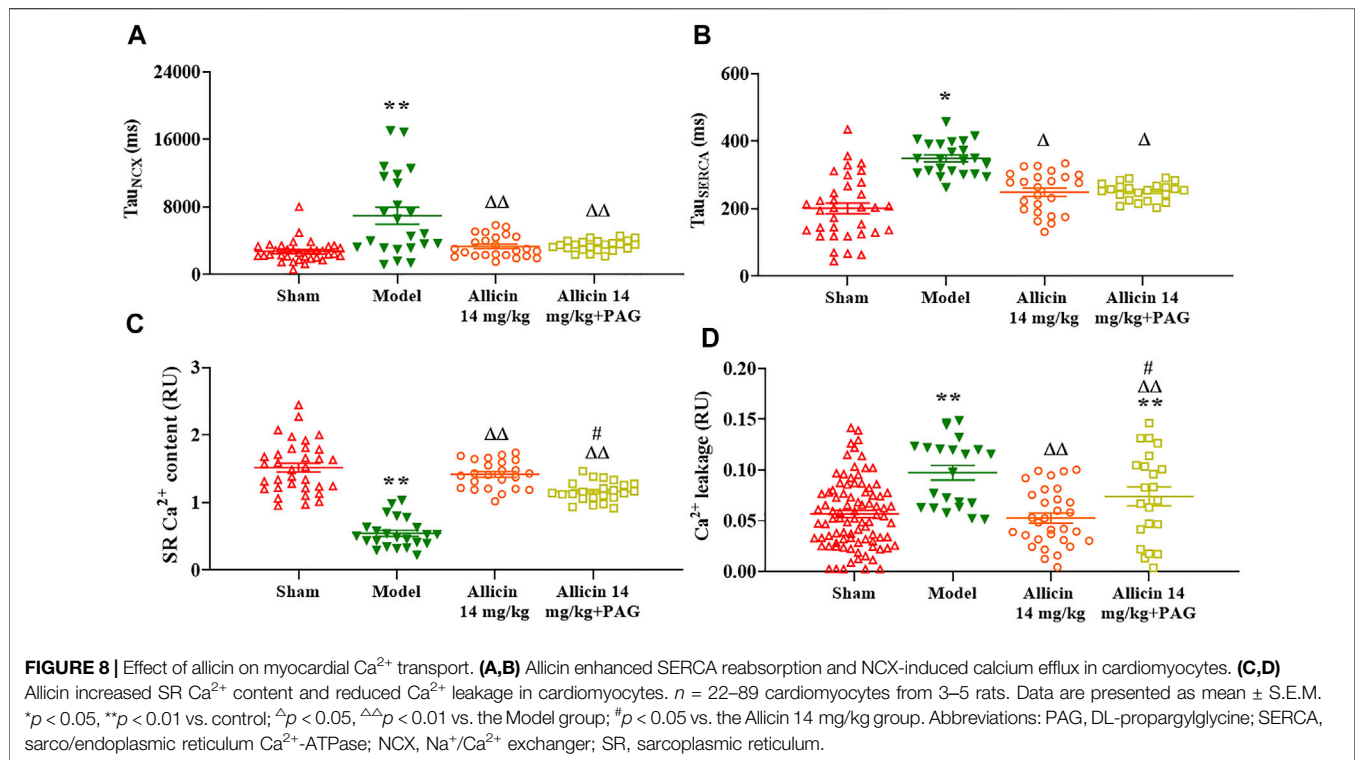 A
24000
16000
8000
0
Tau_NCX (ms)
**
ΔΔ
ΔΔ
Sham
Model
Allicin
14 mg/kg
Allicin 14
mg/kg+PAG
B
600
400
200
0
Tau_SERCA (ms)
*
Δ
Δ
Sham
Model
Allicin
14 mg/kg
Allicin 14
mg/kg+PAG
C
3
2
1
0
SR Ca²⁺ content (RU)
**
ΔΔ
#
ΔΔ
Sham
Model
Allicin
14 mg/kg
Allicin 14
mg/kg+PAG
D
0.20
0.15
0.10
0.05
0.00
Ca²⁺ leakage (RU)
**
ΔΔ
#
ΔΔ
**
Sham
Model
Allicin
14 mg/kg
Allicin 14
mg/kg+PAG
FIGURE 8 | Effect of allicin on myocardial Ca²⁺ transport. (A,B) Allicin enhanced SERCA reabsorption and NCX-induced calcium efflux in cardiomyocytes. (C,D)
Allicin increased SR Ca²⁺ content and reduced Ca²⁺ leakage in cardiomyocytes. n = 22–89 cardiomyocytes from 3–5 rats. Data are presented as mean ± S.E.M.
*p < 0.05, **p < 0.01 vs. control; △p < 0.05, △△p < 0.01 vs. the Model group; #p < 0.05 vs. the Allicin 14 mg/kg group. Abbreviations: PAG, DL-propargylglycine; SERCA,
sarco/endoplasmic reticulum Ca²⁺-ATPase; NCX, Na⁺/Ca²⁺ exchanger; SR, sarcoplasmic reticulum.